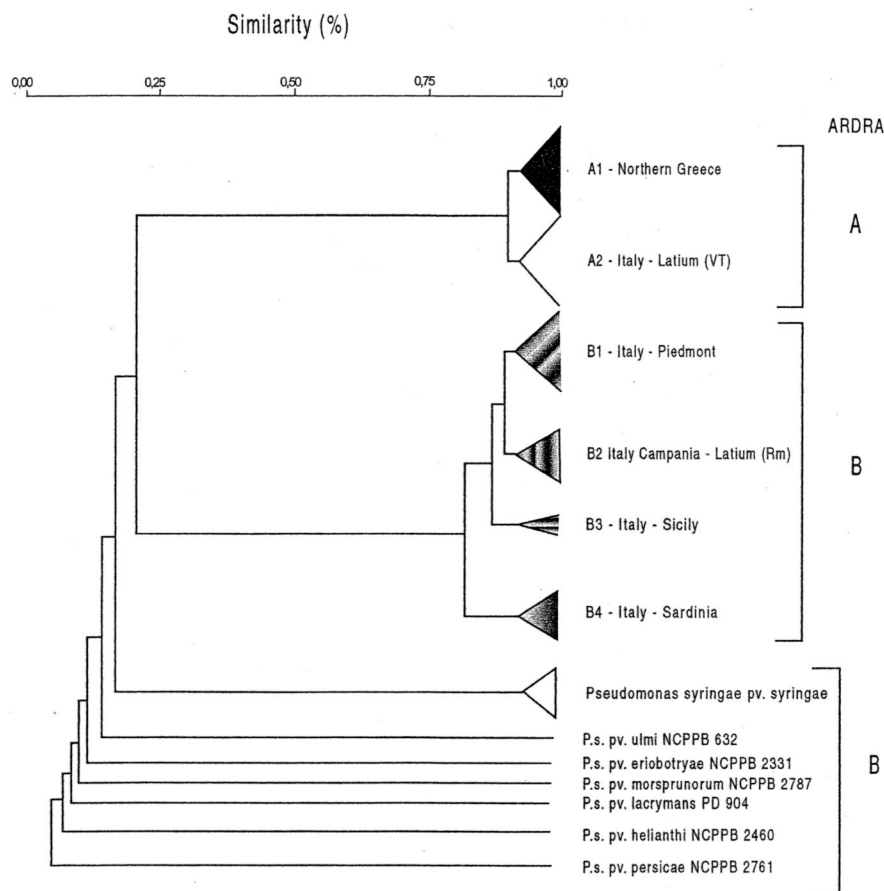 Similarity (%)
0,00 0,25 0,50 0,75 1,00
ARDRA
A1 - Northern Greece
A
A2 - Italy - Latium (VT)
B1 - Italy - Piedmont
B2 Italy Campania - Latium (Rm)
B
B3 - Italy - Sicily
B4 - Italy - Sardinia
Pseudomonas syringae pv. syringae
P.s. pv. ulmi NCPPB 632
P.s. pv. eriobotryae NCPPB 2331
B
P.s. pv. morsprunorum NCPPB 2787
P.s. pv. lacrymans PD 904
P.s. pv. helianthi NCPPB 2460
P.s. pv. persicae NCPPB 2761